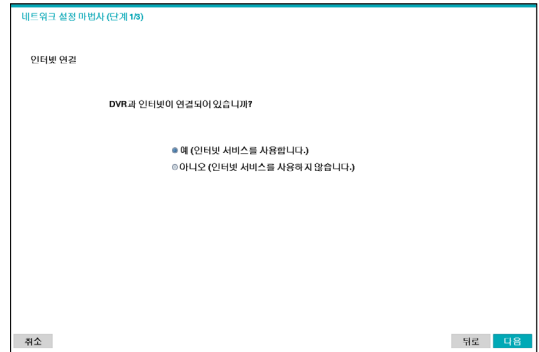 네트워크 설정 마법사 (단계 1/3)
인터넷 연결
DVR과 인터넷이 연결되어 있습니까?
예 (인터넷 서비스를 사용합니다.)
아니오 (인터넷 서비스를 사용하지 않습니다.)
취소
뒤로
다음